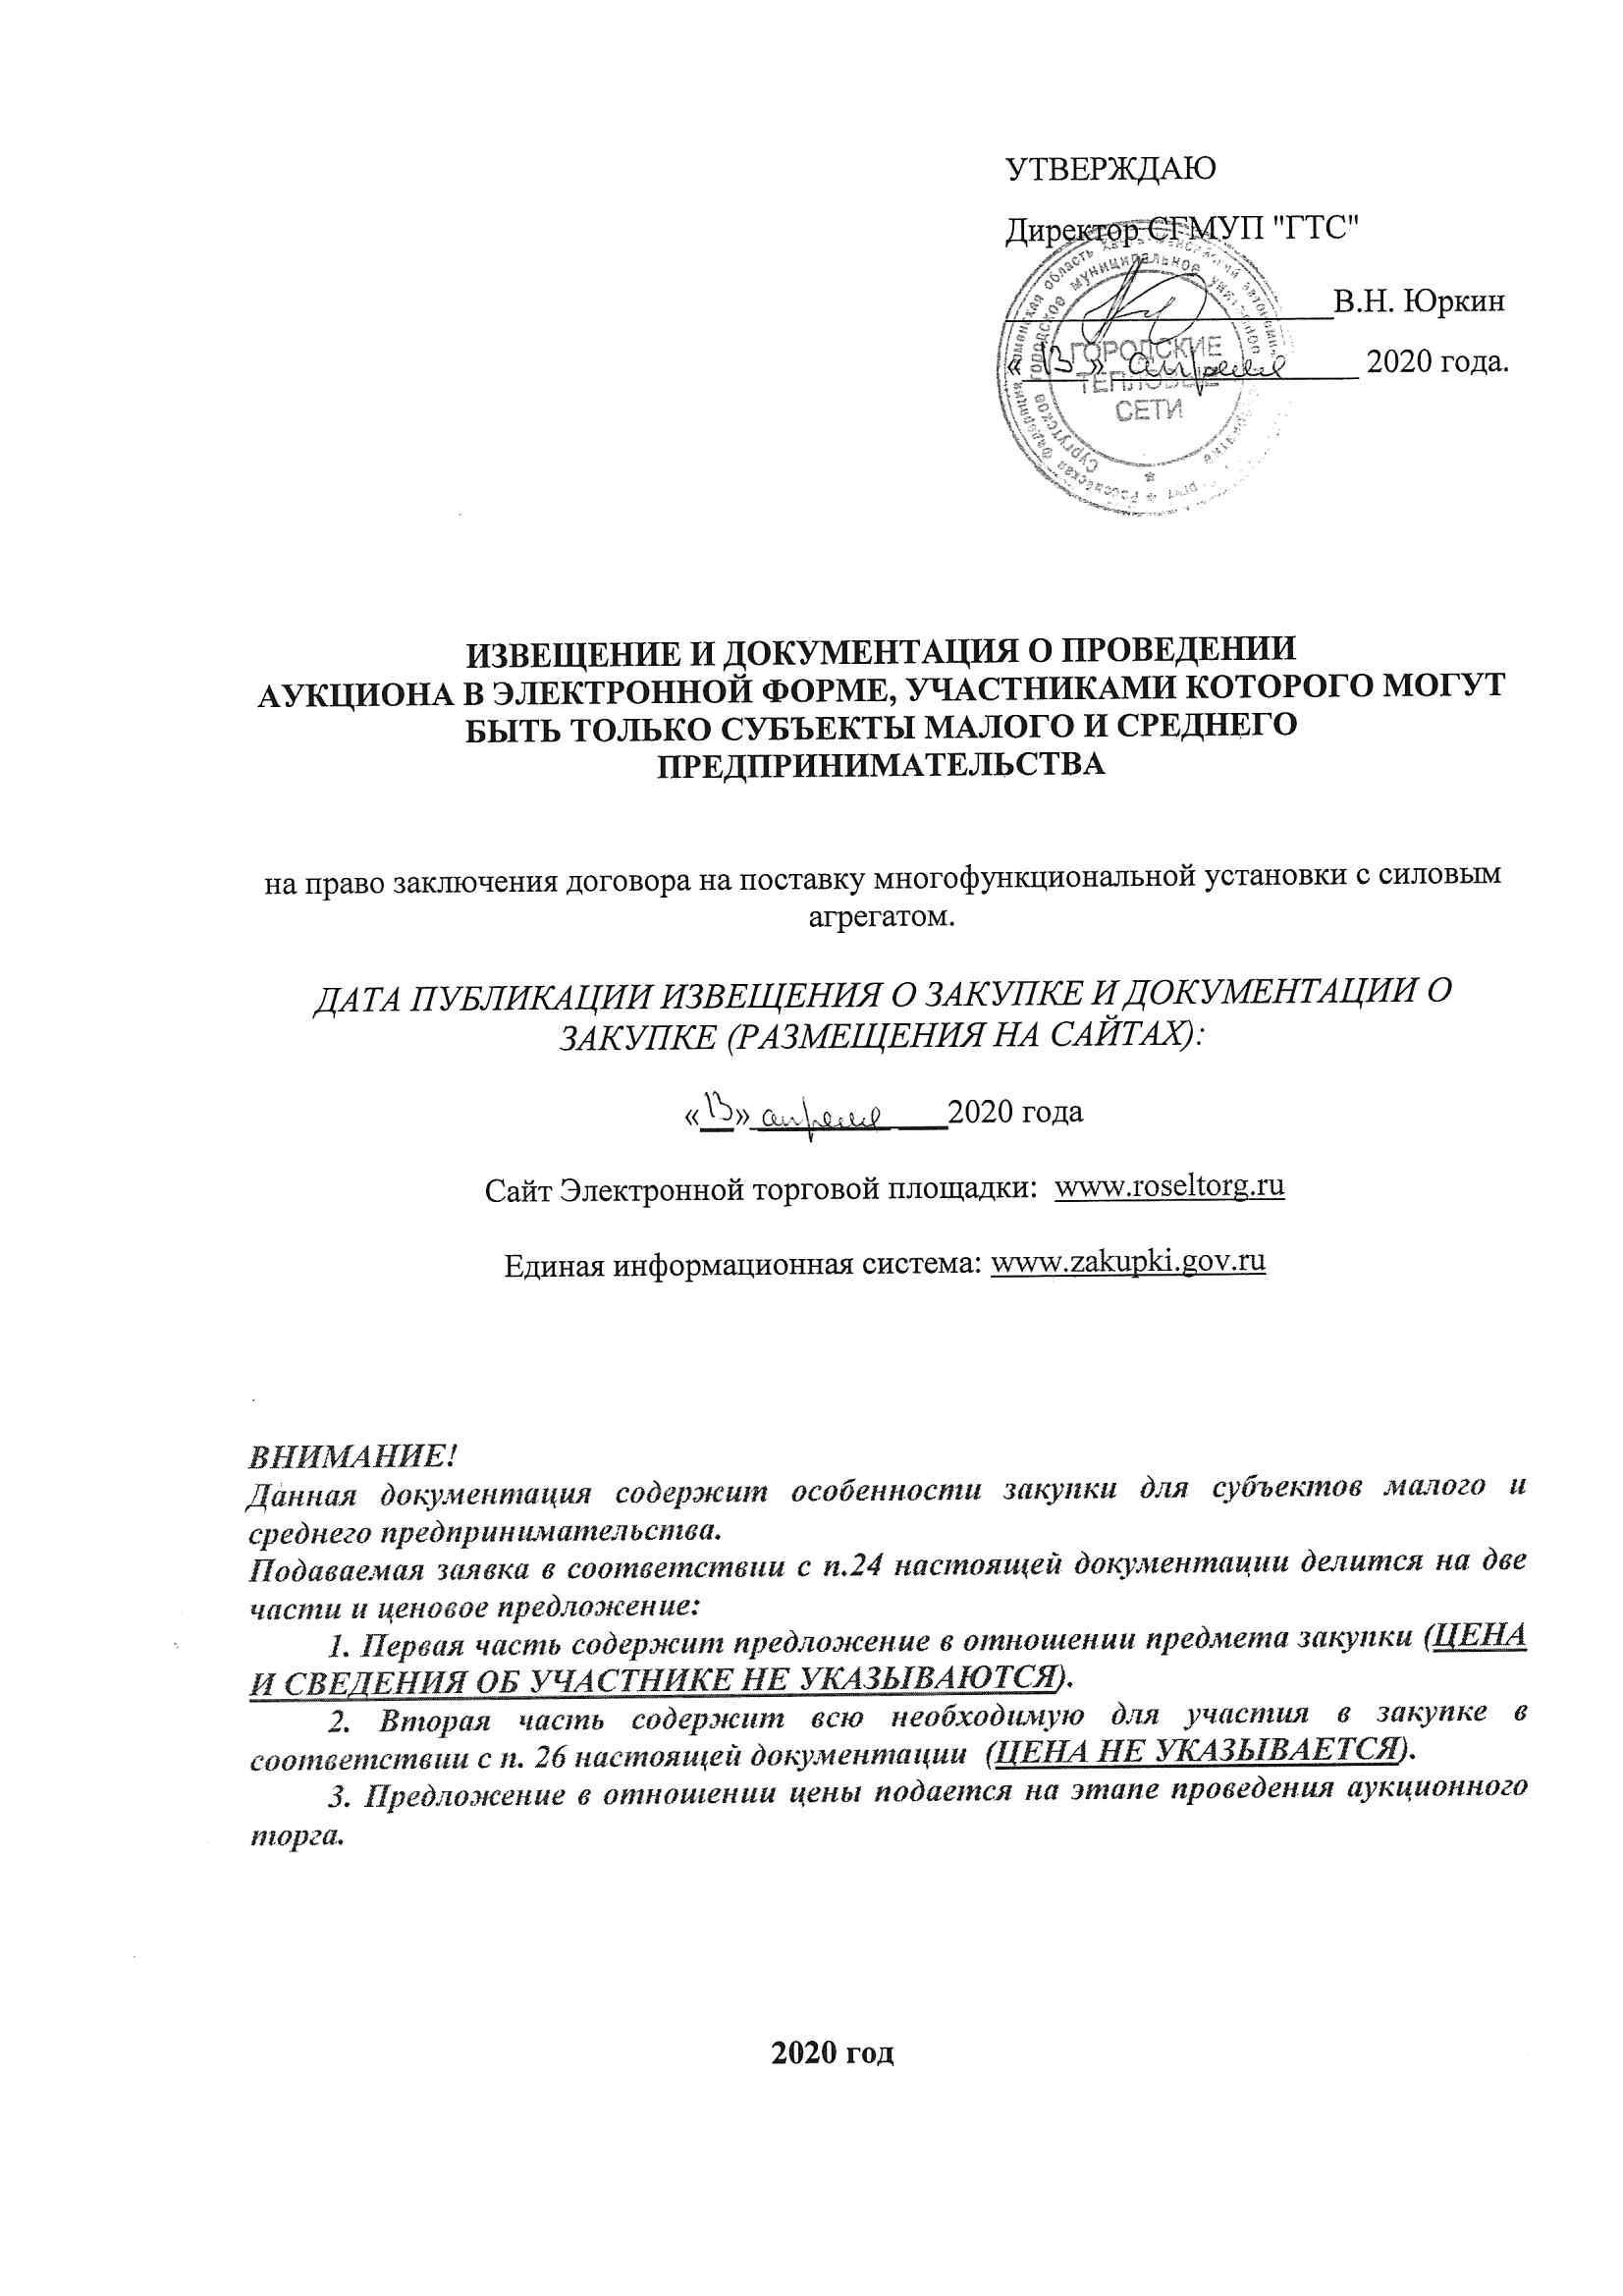 УТВЕРЖДАЮ
Директор СГМУП "ГТС"
В.Н. Юркин
«13» апреля 2020 года.
ГОРОДСКИЕ
ТЕПЛОВЫЕ
СЕТИ
ИЗВЕЩЕНИЕ И ДОКУМЕНТАЦИЯ О ПРОВЕДЕНИИ
АУКЦИОНА В ЭЛЕКТРОННОЙ ФОРМЕ, УЧАСТНИКАМИ КОТОРОГО МОГУТ
БЫТЬ ТОЛЬКО СУБЪЕКТЫ МАЛОГО И СРЕДНЕГО
ПРЕДПРИНИМАТЕЛЬСТВА
на право заключения договора на поставку многофункциональной установки с силовым
агрегатом.
ДАТА ПУБЛИКАЦИИ ИЗВЕЩЕНИЯ О ЗАКУПКЕ И ДОКУМЕНТАЦИИ О
ЗАКУПКЕ (РАЗМЕЩЕНИЯ НА САЙТАХ):
«13» апреля 2020 года
Сайт Электронной торговой площадки: www.roseltorg.ru
Единая информационная система: www.zakupki.gov.ru
ВНИМАНИЕ!
Данная документация содержит особенности закупки для субъектов малого и
среднего предпринимательства.
Подаваемая заявка в соответствии с п.24 настоящей документации делится на две
части и ценовое предложение:
1. Первая часть содержит предложение в отношении предмета закупки (ЦЕНА
И СВЕДЕНИЯ ОБ УЧАСТНИКЕ НЕ УКАЗЫВАЮТСЯ).
2. Вторая часть содержит всю необходимую для участия в закупке в
соответствии с п. 26 настоящей документации (ЦЕНА НЕ УКАЗЫВАЕТСЯ).
3. Предложение в отношении цены подается на этапе проведения аукционного
торга.
2020 год